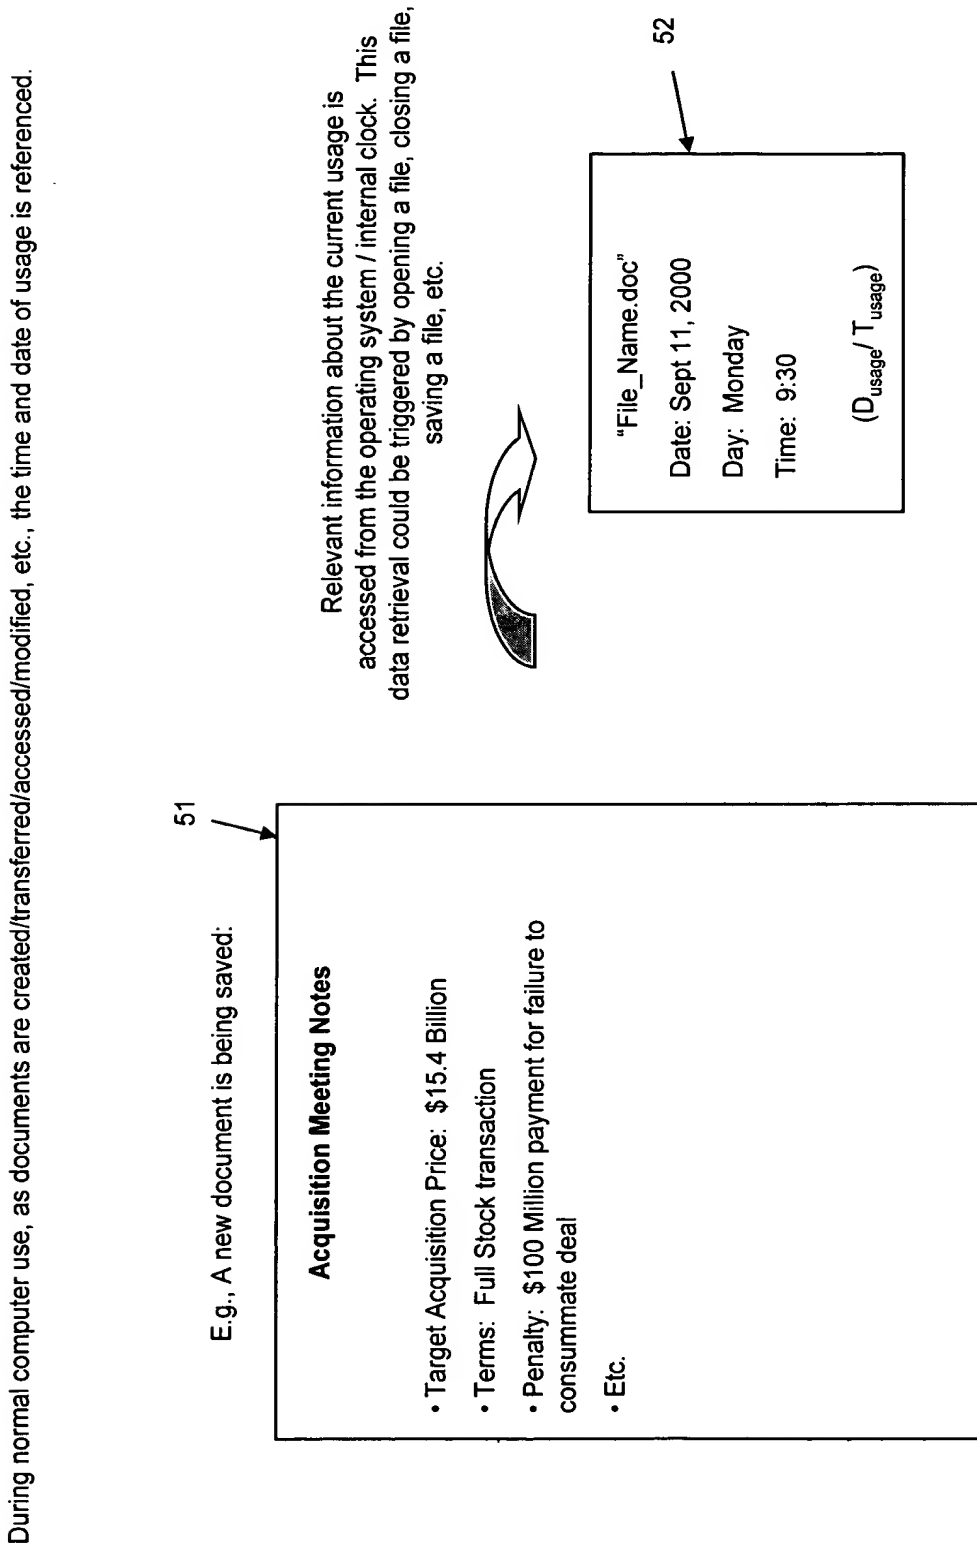 During normal computer use, as documents are created/transferred/accessed/modified, etc., the time and date of usage is referenced.
E.g., A new document is being saved:
51
Acquisition Meeting Notes
• Target Acquisition Price: $15.4 Billion
• Terms: Full Stock transaction
• Penalty: $100 Million payment for failure to
consummate deal
• Etc.
Relevant information about the current usage is
accessed from the operating system / internal clock. This
data retrieval could be triggered by opening a file, closing a file,
saving a file, etc.
52
"File_Name.doc"
Date: Sept 11, 2000
Day: Monday
Time: 9:30
(D_usage/ T_usage)